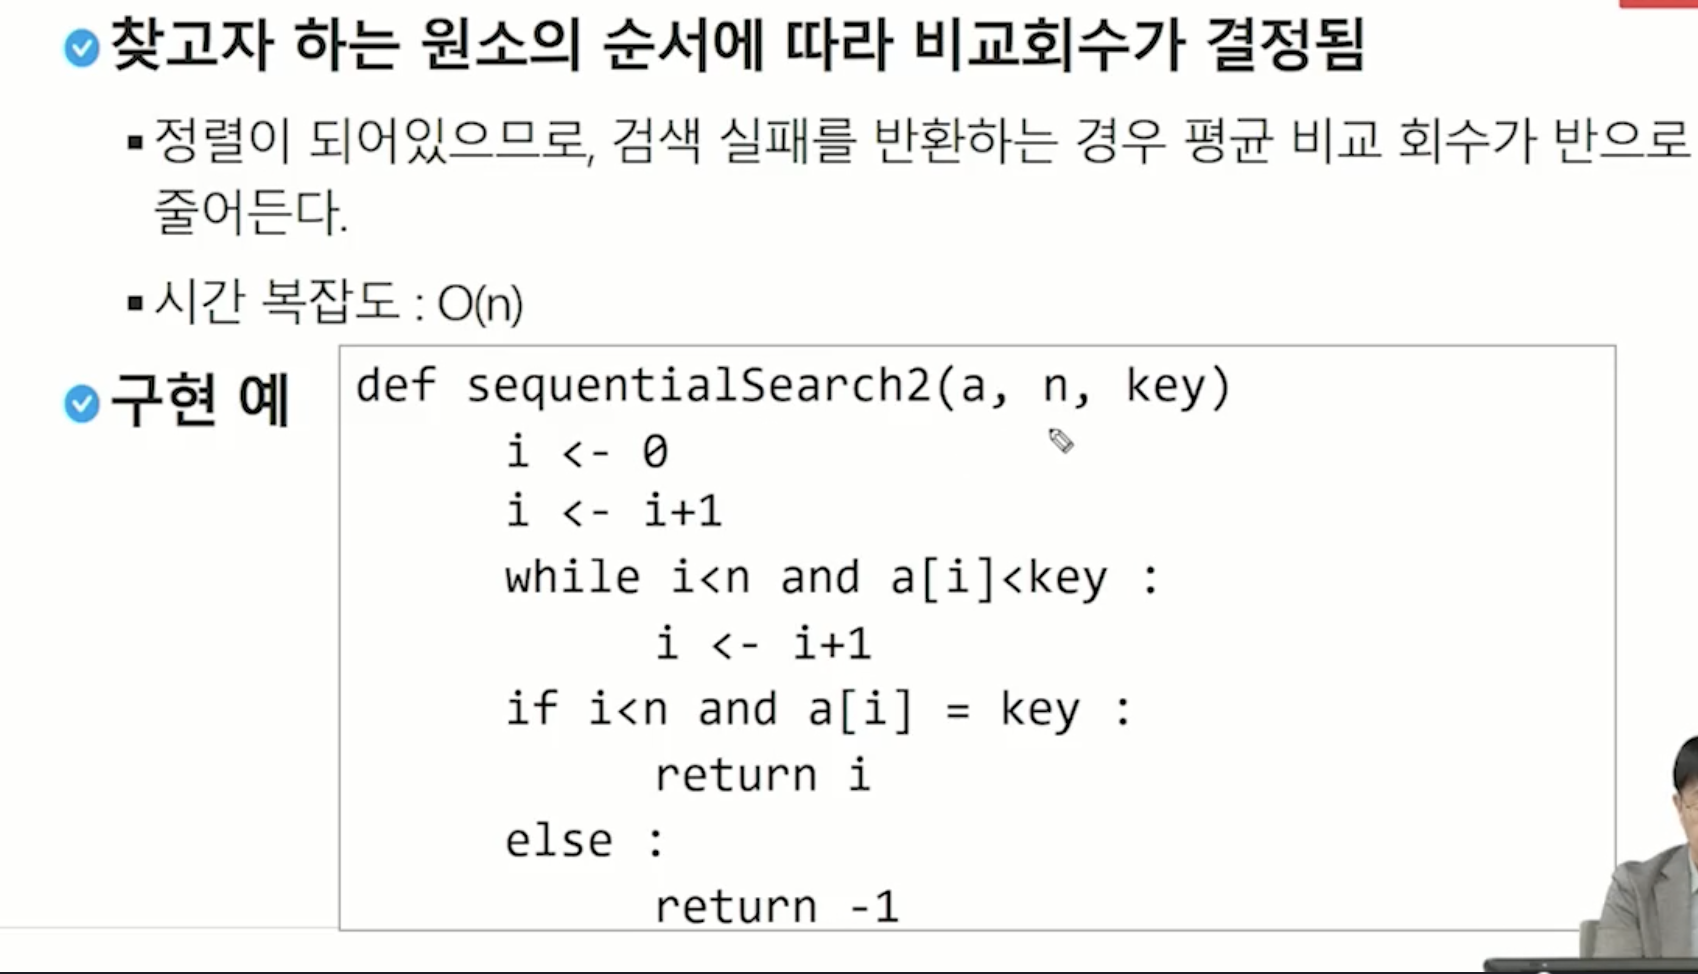 찾고자 하는 원소의 순서에 따라 비교회수가 결정됨
정렬이 되어있으므로, 검색 실패를 반환하는 경우 평균 비교 회수가 반으로
줄어든다.
시간 복잡도 : O(n)
구현 예
def sequentialSearch2(a, n, key)
i <- 0
i <- i+1
while i<n and a[i]<key :
i <- i+1
if i<n and a[i] = key :
return i
else :
return -1